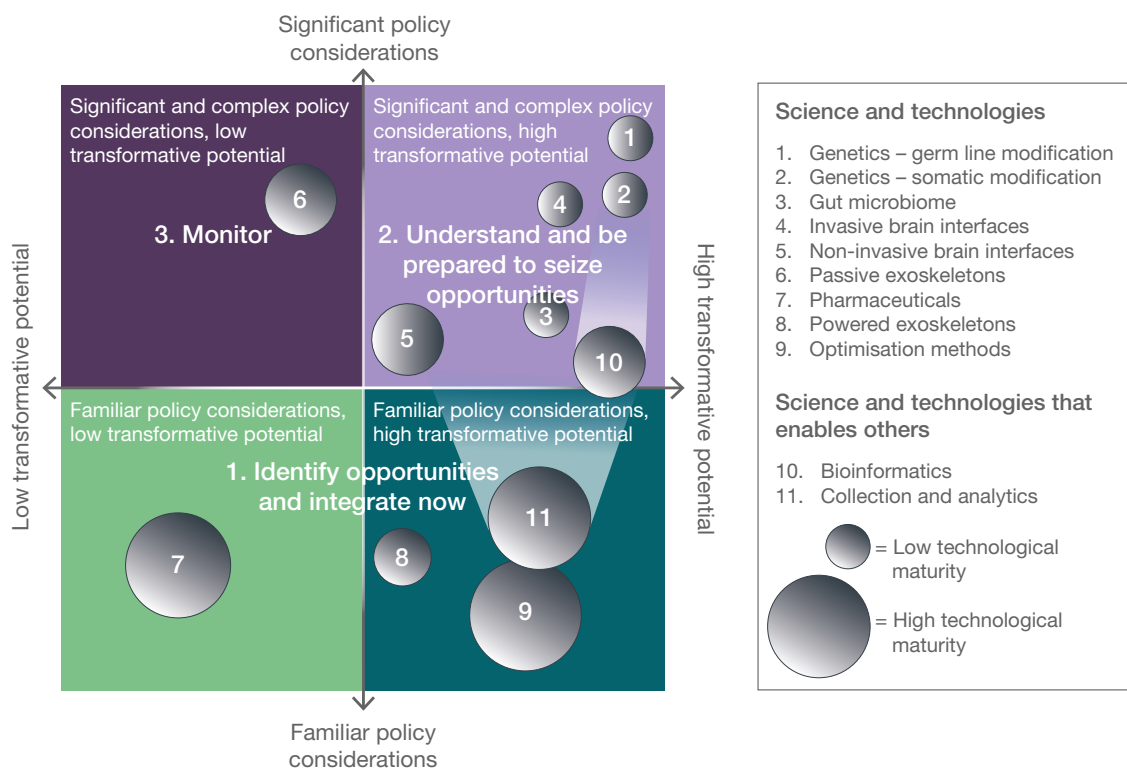 Significant policy
considerations
Significant and complex policy
considerations, low
transformative potential
6
3. Monitor
Significant and complex policy
considerations, high
transformative potential
1
2
4
2. Understand and be
prepared to seize
opportunities
3
5
10
Low transformative potential
High transformative potential
Familiar policy considerations,
low transformative potential
Familiar policy considerations,
high transformative potential
1. Identify opportunities
and integrate now
7
8
11
9
Familiar policy
considerations
Science and technologies
1. Genetics – germ line modification
2. Genetics – somatic modification
3. Gut microbiome
4. Invasive brain interfaces
5. Non-invasive brain interfaces
6. Passive exoskeletons
7. Pharmaceuticals
8. Powered exoskeletons
9. Optimisation methods
Science and technologies that
enables others
10. Bioinformatics
11. Collection and analytics
= Low technological
maturity
= High technological
maturity